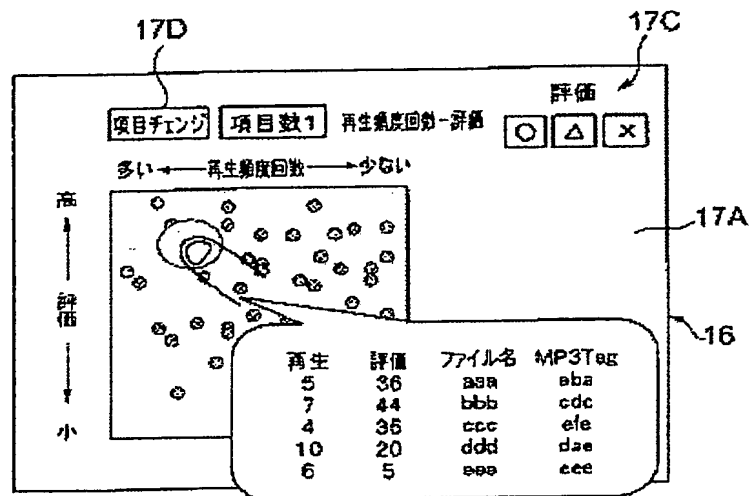 17D
17C
評価
項目チェンジ 項目数1 再生頻度回数-評価 ○ △ ×
多い ← 再生頻度回数 → 少ない
高
評価
小
17A
16
再生 評価 ファイル名 MP3Tag
5 36 aaa aba
7 44 bbb cdc
4 35 ccc efe
10 20 ddd dae
6 5 eee eee